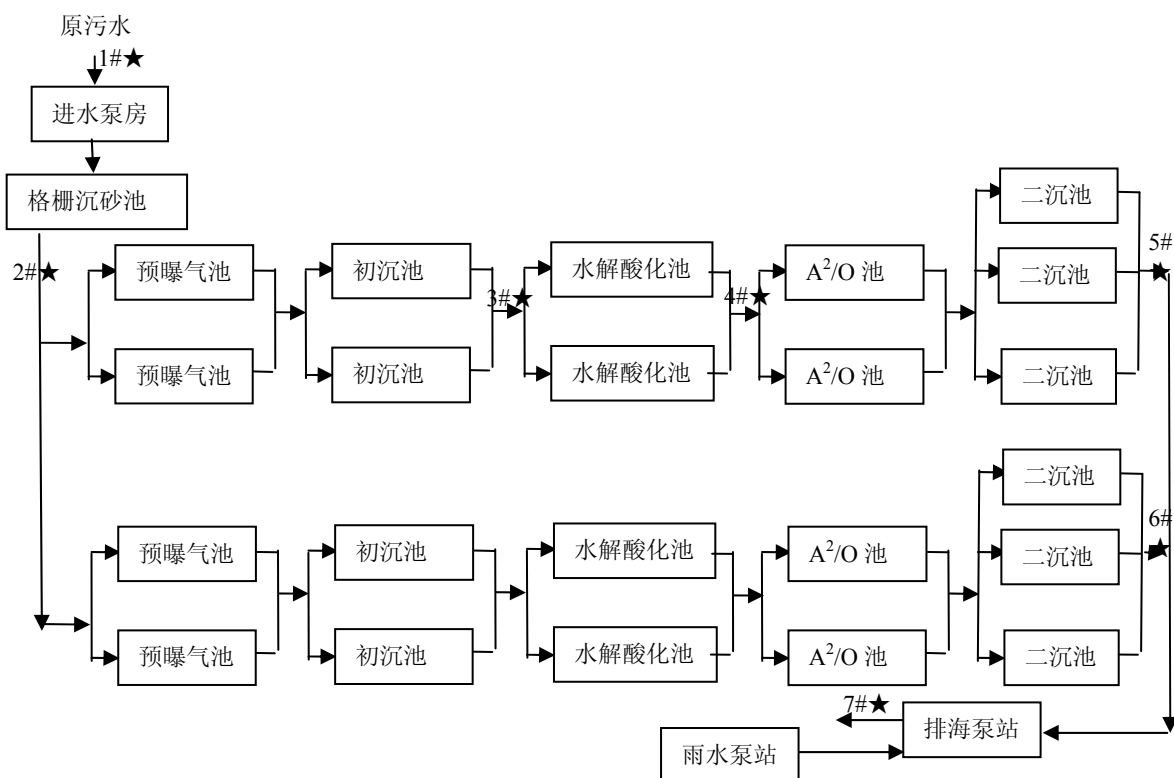 原污水
1#★
进水泵房
格栅沉砂池
2#★
预曝气池
初沉池
3#★
水解酸化池
4#★
A²/O 池
二沉池
二沉池
5#
★
预曝气池
初沉池
水解酸化池
A²/O 池
二沉池
预曝气池
初沉池
水解酸化池
A²/O 池
二沉池
二沉池
6#
★
预曝气池
初沉池
水解酸化池
A²/O 池
二沉池
7#★
排海泵站
雨水泵站